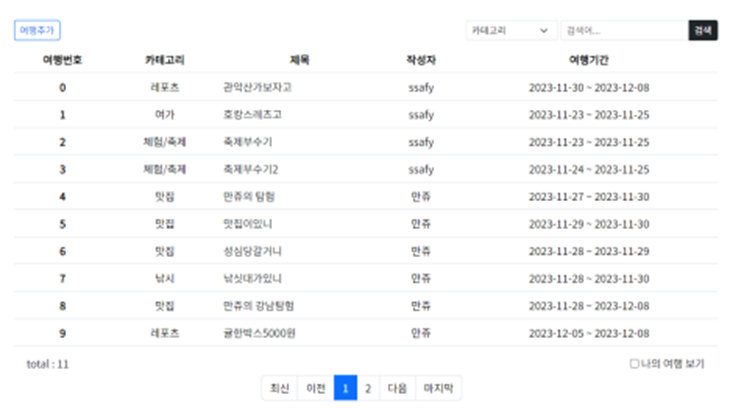 여행추가 카테고리 검색어... 검색
여행번호 카테고리 제목 작성자 여행기간
0 레포츠 관악산가보자고 ssafy 2023-11-30 ~ 2023-12-08
1 여가 호캉스레츠고 ssafy 2023-11-23 ~ 2023-11-25
2 체험/축제 축제부수기 ssafy 2023-11-23 ~ 2023-11-25
3 체험/축제 축제부수기2 ssafy 2023-11-24 ~ 2023-11-25
4 맛집 만쥬의 탐험 만쥬 2023-11-27 ~ 2023-11-30
5 맛집 맛집이있니 만쥬 2023-11-29 ~ 2023-11-30
6 맛집 성심당갈거니 만쥬 2023-11-28 ~ 2023-11-29
7 낚시 낚싯대가있니 만쥬 2023-11-28 ~ 2023-11-30
8 맛집 만쥬의 강남탐험 만쥬 2023-11-28 ~ 2023-12-08
9 레포츠 귤한박스5000원 만쥬 2023-12-05 ~ 2023-12-08
total : 11 나의 여행 보기
최신 이전 1 2 다음 마지막